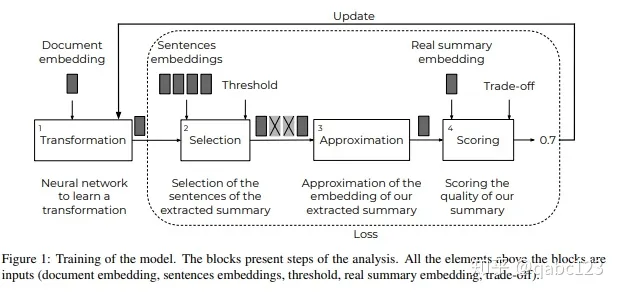 Update
Document
embedding
Sentences
embeddings
Threshold
Real summary
embedding
Trade-off
1
Transformation
2
Selection
3
Approximation
4
Scoring
0.7
Neural network
to learn a
transformation
Selection of the
sentences of the
extracted summary
Approximation of the
embedding of our
extracted summary
Scoring the
quality of our
summary
Loss
Figure 1: Training of the model. The blocks present steps of the analysis. All the elements above the blocks are
inputs (document embedding, sentences embeddings, threshold, real summary embedding, trade-off).
知乎 @qabc123